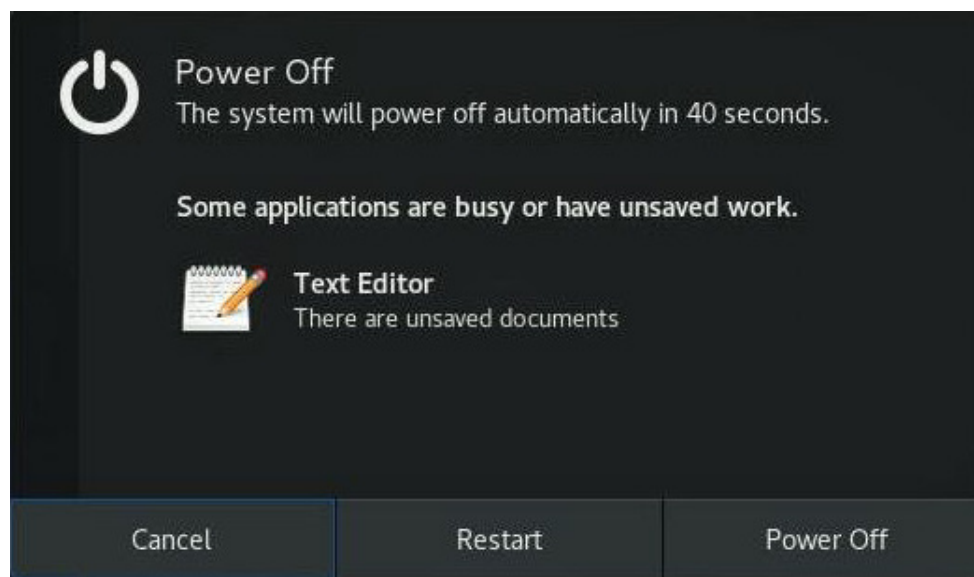 Power Off
The system will power off automatically in 40 seconds.
Some applications are busy or have unsaved work.
Text Editor
There are unsaved documents
Cancel
Restart
Power Off